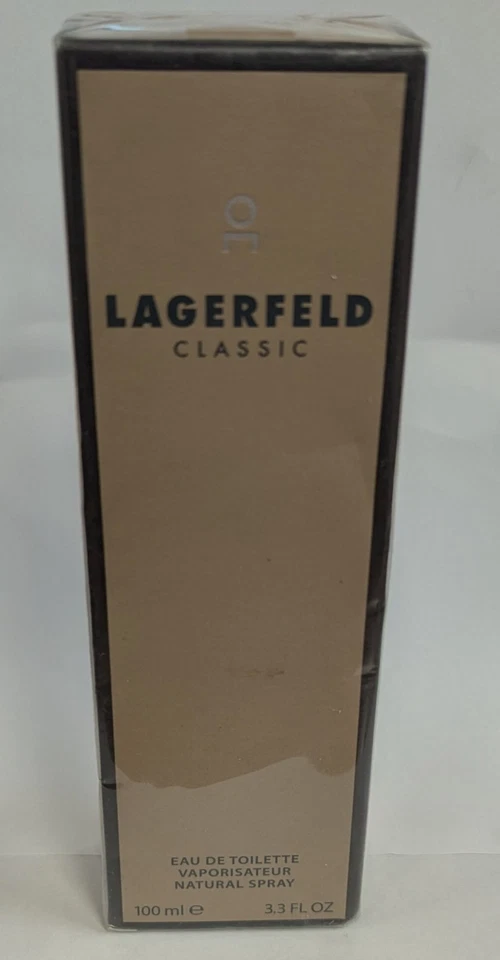 LAGERFELD
CLASSIC
EAU DE TOILETTE
VAPORISATEUR
NATURAL SPRAY
100 ml ℮ 3.3 FL OZ